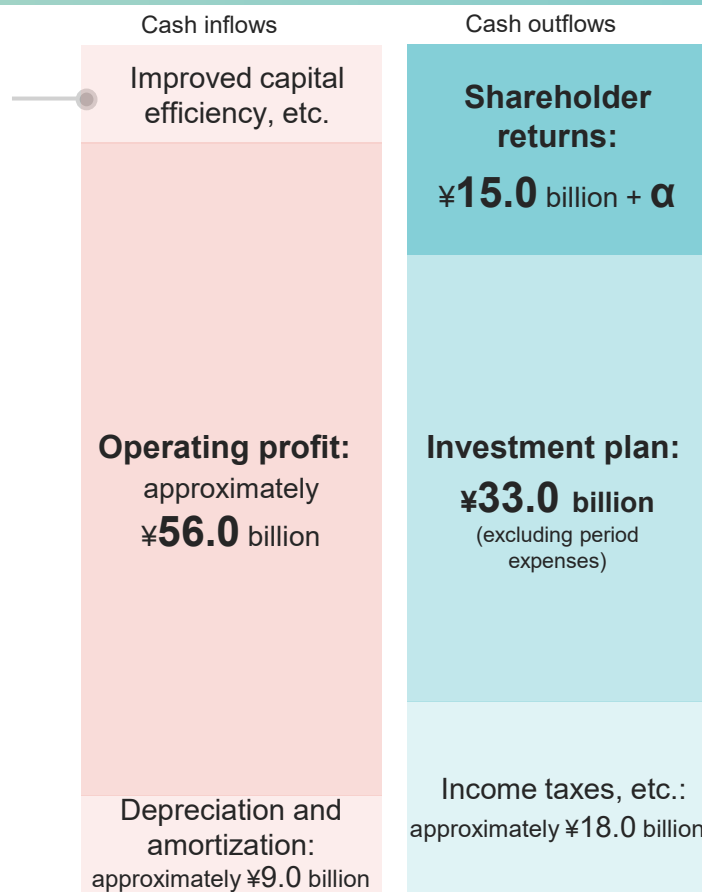 Cash inflows
Improved capital
efficiency, etc.
Operating profit:
approximately
¥56.0 billion
Depreciation and
amortization:
approximately ¥9.0 billion
Cash outflows
Shareholder
returns:
¥15.0 billion + α
Investment plan:
¥33.0 billion
(excluding period
expenses)
Income taxes, etc.:
approximately ¥18.0 billion